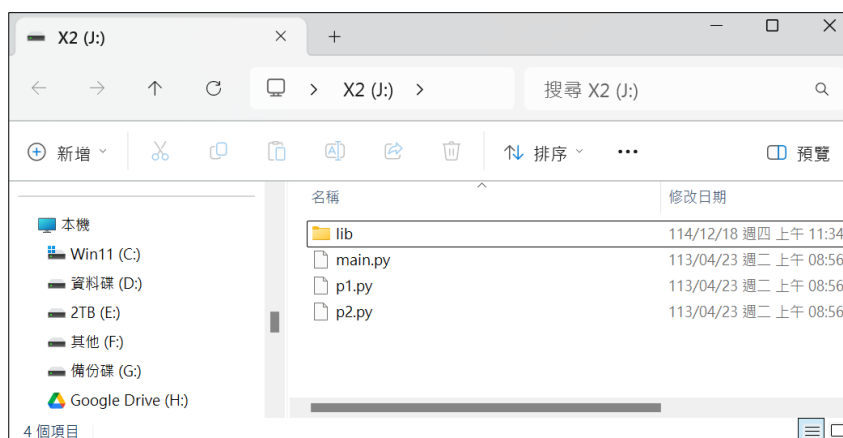 X2 (J:)
X2 (J:)
搜尋 X2 (J:)
新增
排序
預覽
名稱
修改日期
本機
Win11 (C:)
資料碟 (D:)
2TB (E:)
其他 (F:)
備份碟 (G:)
Google Drive (H:)
lib 114/12/18 週四 上午 11:34
main.py 113/04/23 週二 上午 08:56
p1.py 113/04/23 週二 上午 08:56
p2.py 113/04/23 週二 上午 08:56
4 個項目